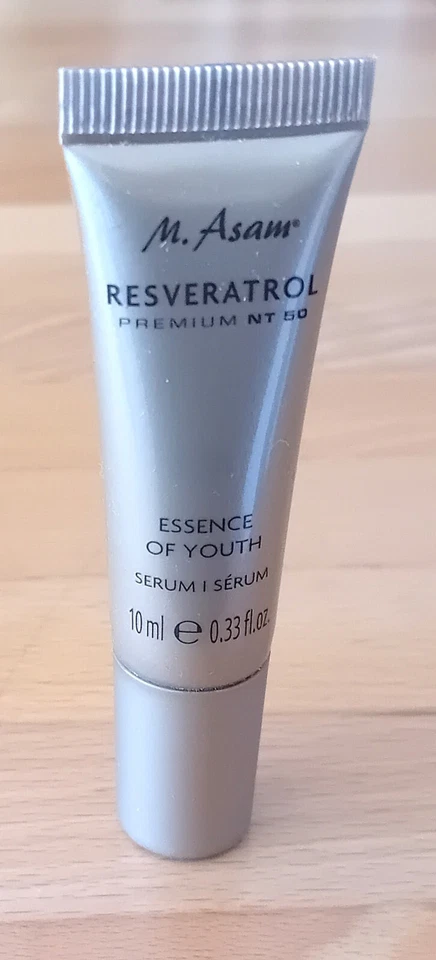 M. Asam®
RESVERATROL
PREMIUM NT 50
ESSENCE
OF YOUTH
SERUM I SÉRUM
10 ml ℮ 0.33 fl.oz.